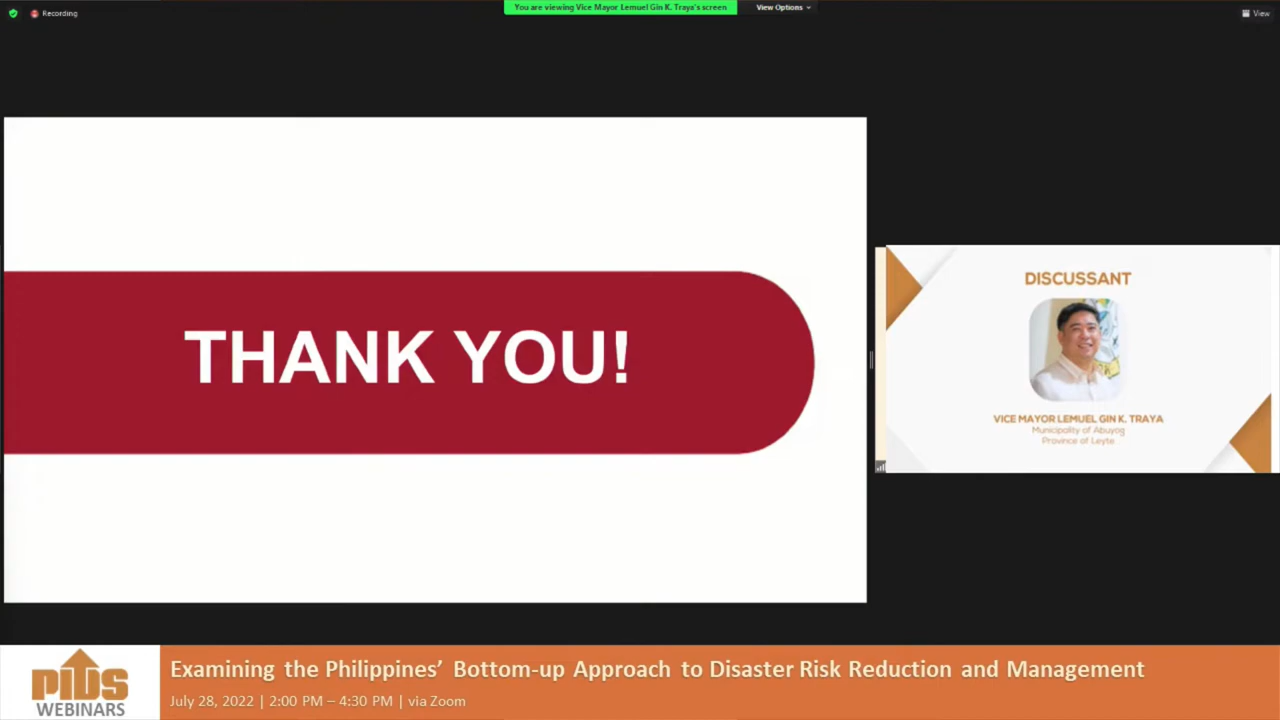 Recording
You are viewing Vice Mayor Lemuel Gin K. Traya's screen
View Options
View
THANK YOU!
DISCUSSANT
VICE MAYOR LEMUEL GIN K. TRAYA
Municipality of Abuyog
Province of Leyte
PIDS
WEBINARS
Examining the Philippines’ Bottom-up Approach to Disaster Risk Reduction and Management
July 28, 2022 | 2:00 PM – 4:30 PM | via Zoom